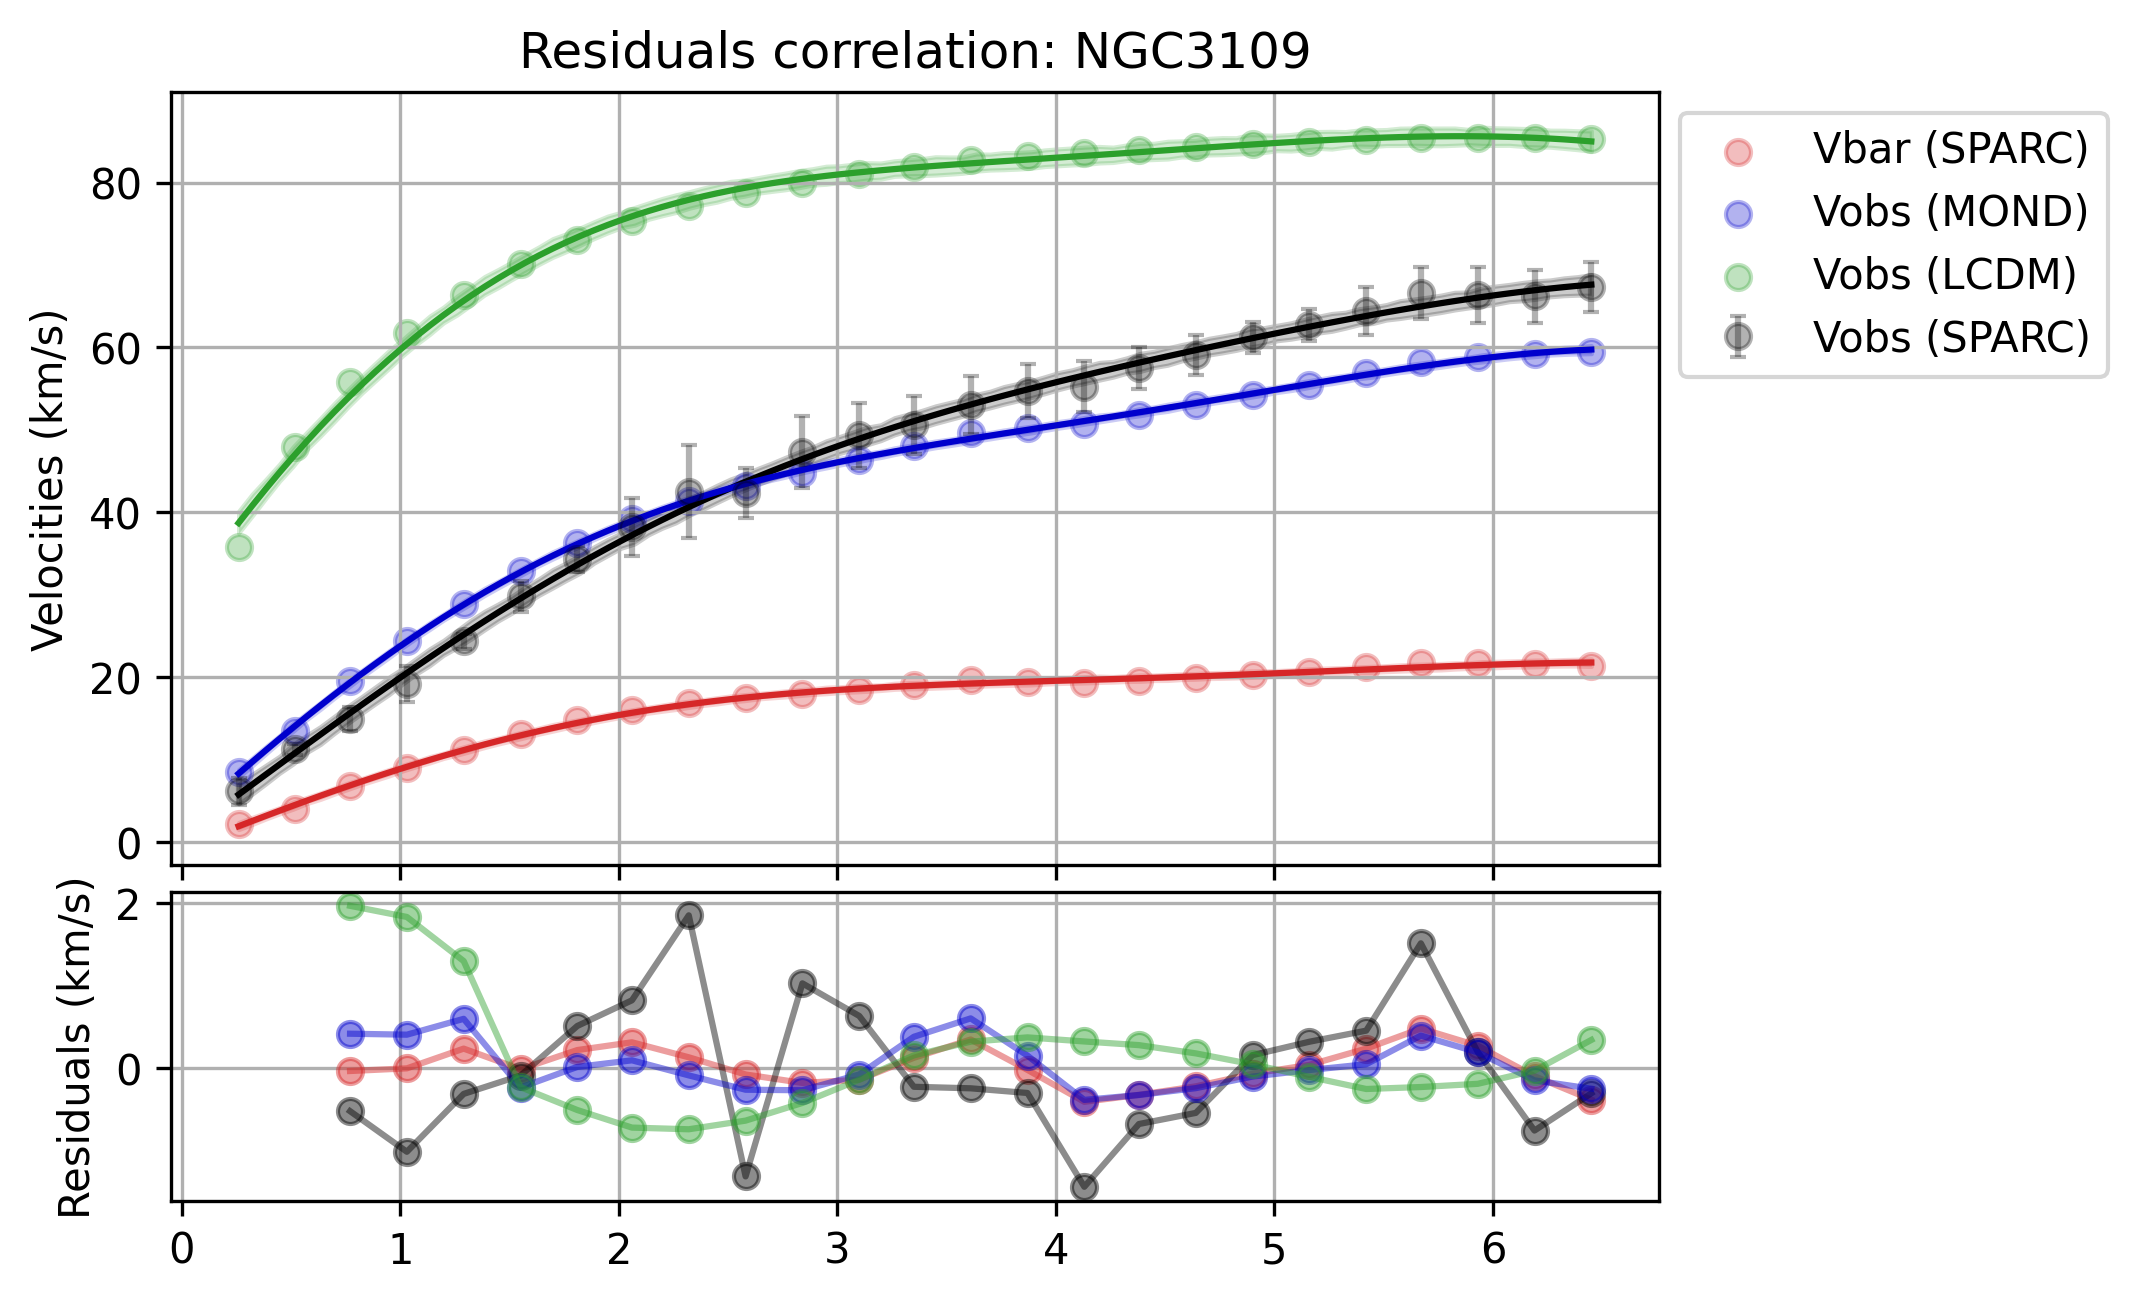 Residuals correlation: NGC3109
Velocities (km/s)
80
60
40
20
0
Vbar (SPARC)
Vobs (MOND)
Vobs (LCDM)
Vobs (SPARC)
Residuals (km/s)
2
0
0 1 2 3 4 5 6